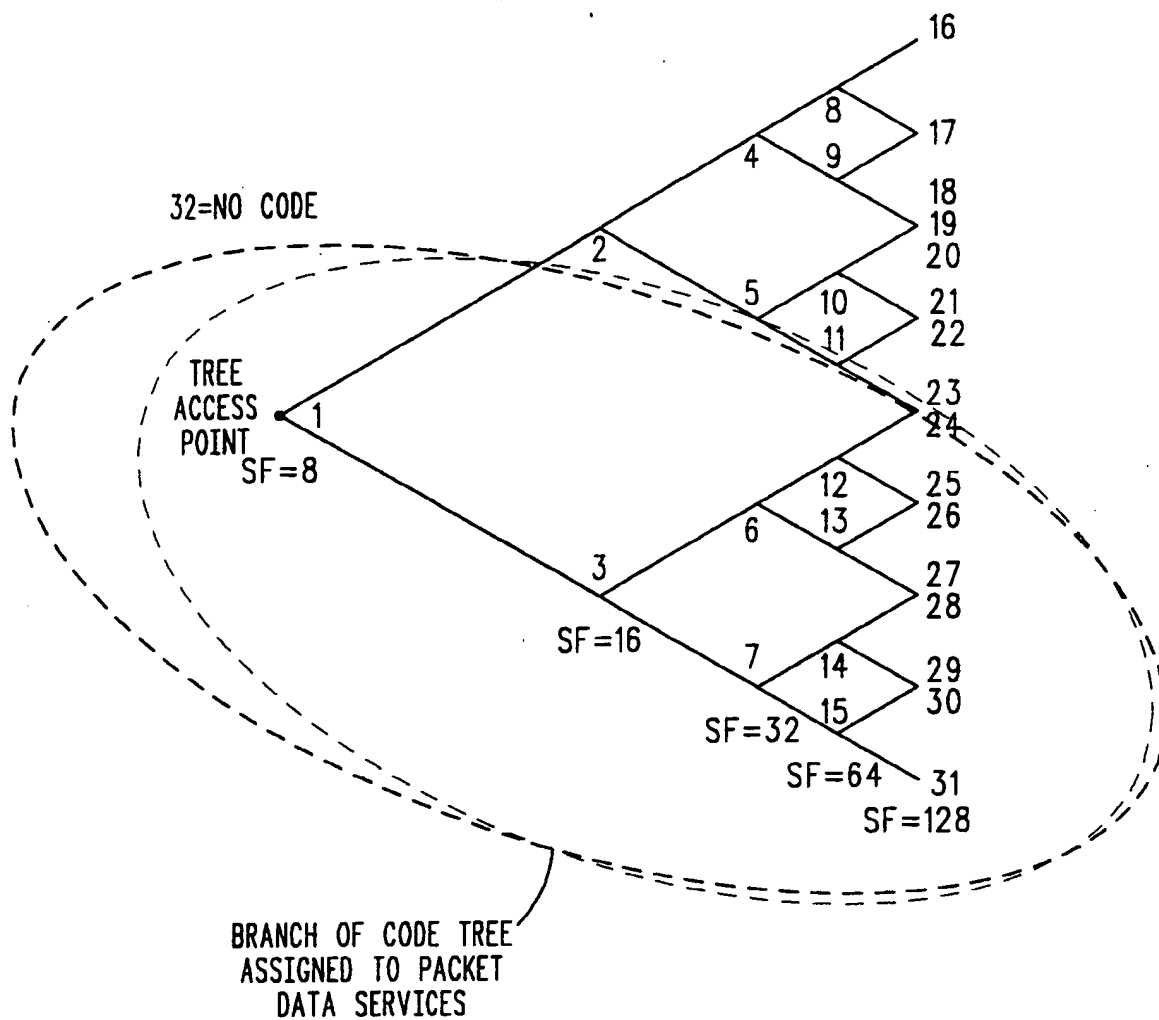 16
8
17
4
9
18
32=NO CODE
19
2
20
5
10
21
11
22
TREE
ACCESS
POINT
1
23
24
SF=8
12
25
6
13
26
3
27
28
SF=16
7
14
29
15
30
SF=32
SF=64
31
SF=128
BRANCH OF CODE TREE
ASSIGNED TO PACKET
DATA SERVICES